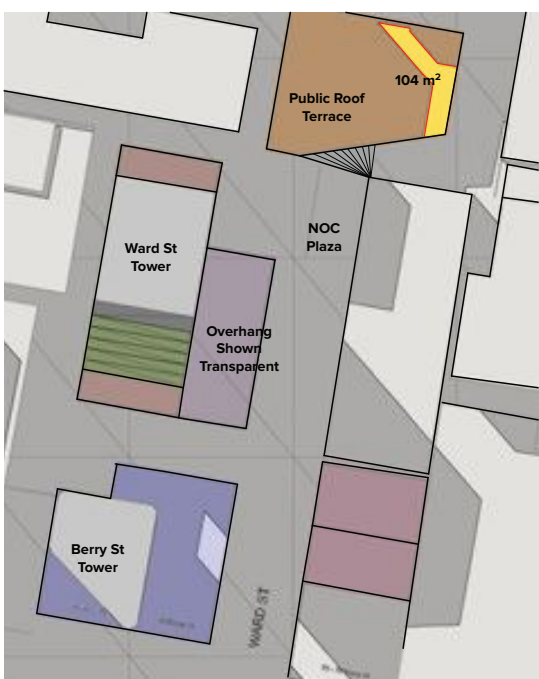 104 m²
Public Roof
Terrace
NOC
Plaza
Ward St
Tower
Overhang
Shown
Transparent
Berry St
Tower
WARD ST